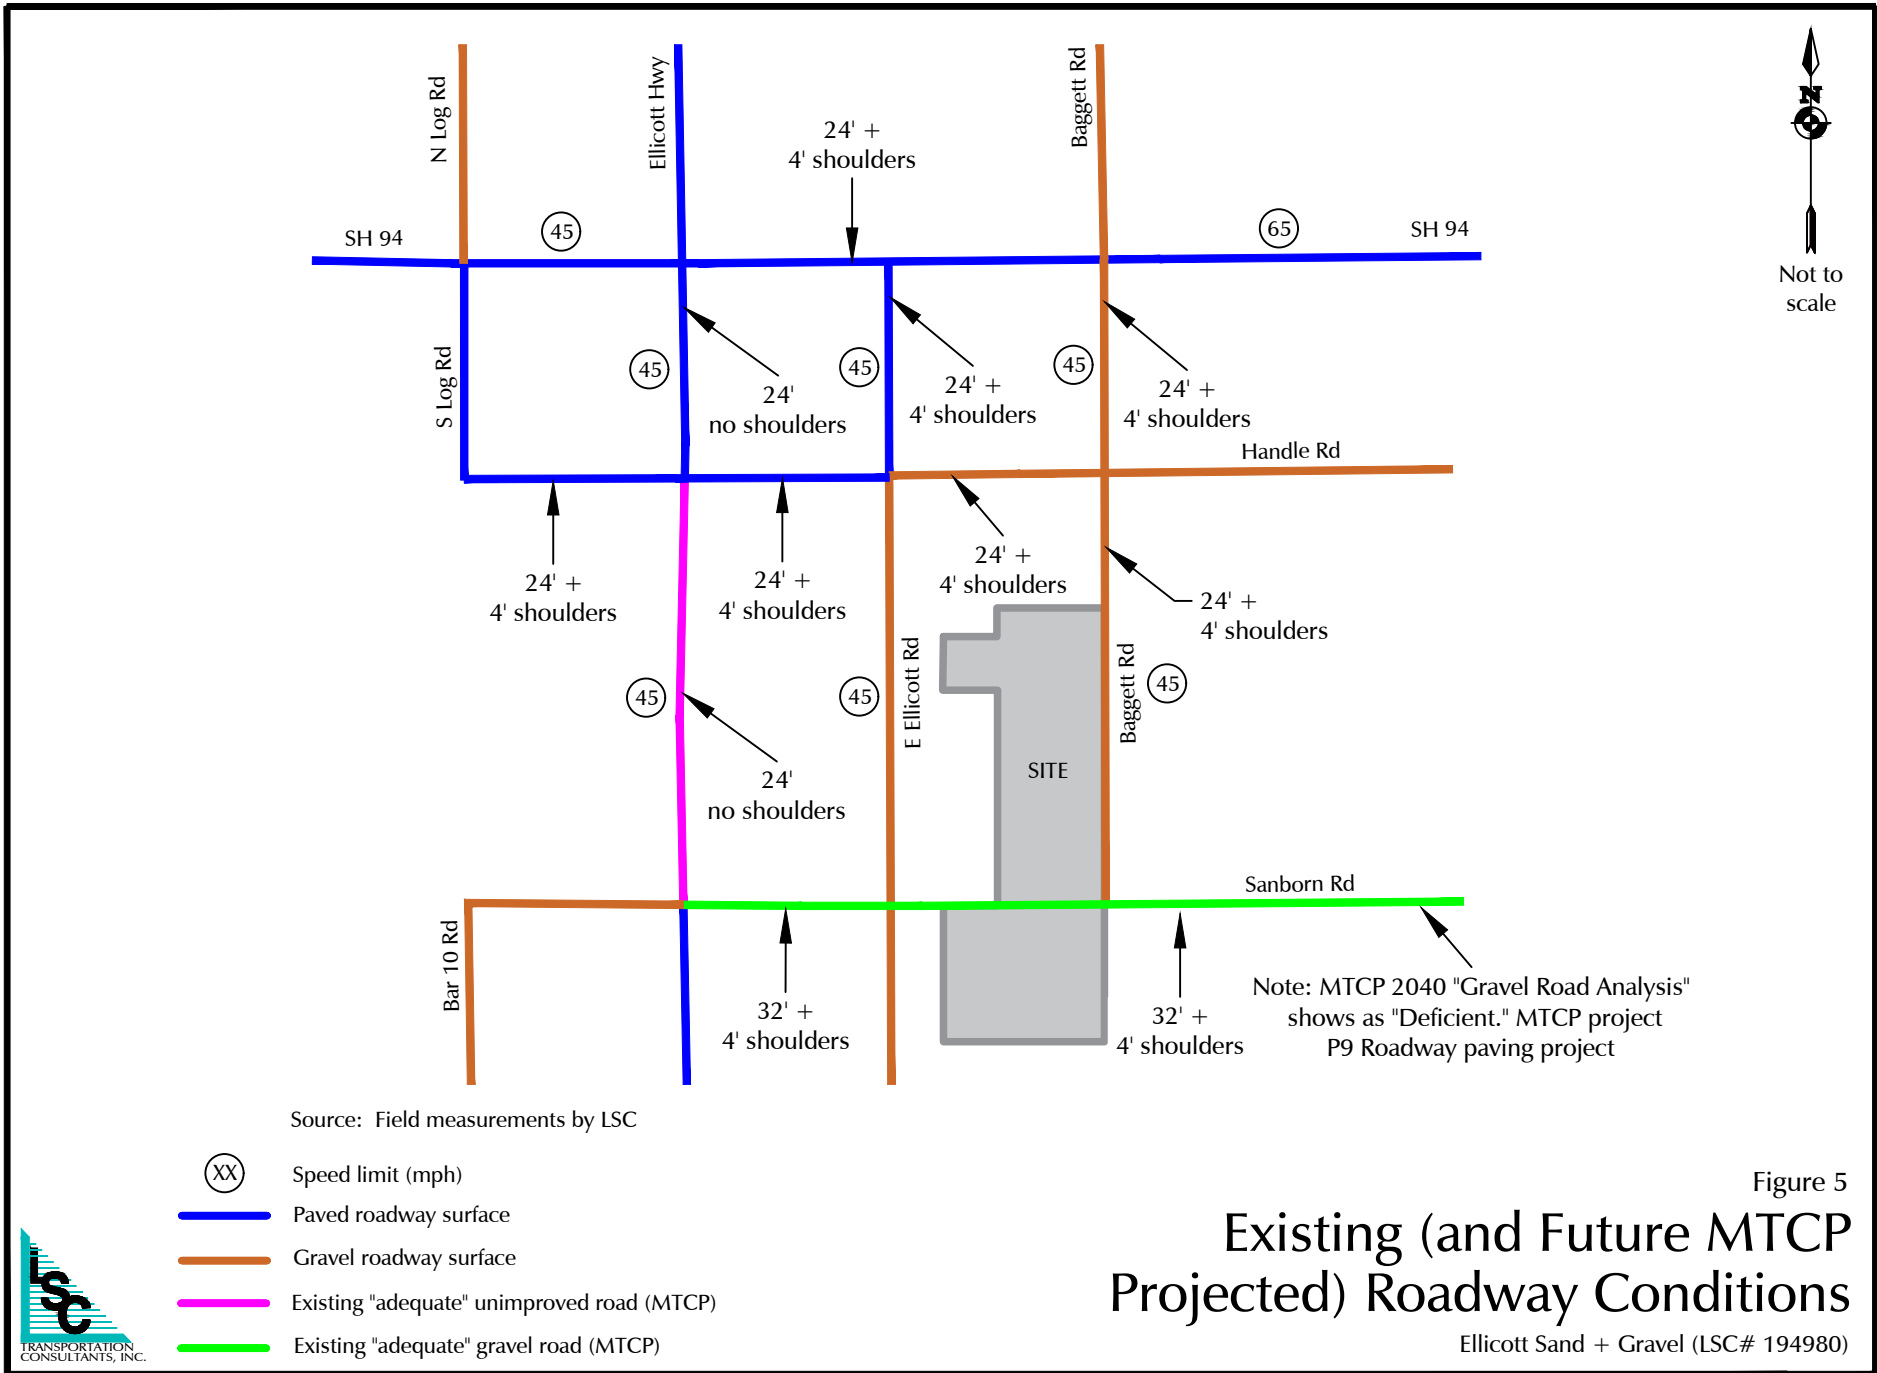 N Log Rd
Ellicott Hwy
Baggett Rd
N
Not to
scale
24' +
4' shoulders
SH 94
45
65
SH 94
S Log Rd
45
24'
no shoulders
45
24' +
4' shoulders
45
24' +
4' shoulders
Handle Rd
24' +
4' shoulders
24' +
4' shoulders
24' +
4' shoulders
24' +
4' shoulders
45
24'
no shoulders
45
E Ellicott Rd
SITE
Baggett Rd
45
Sanborn Rd
Bar 10 Rd
32' +
4' shoulders
32' +
4' shoulders
Note: MTCP 2040 "Gravel Road Analysis"
shows as "Deficient." MTCP project
P9 Roadway paving project
Source: Field measurements by LSC
XX Speed limit (mph)
Paved roadway surface
Gravel roadway surface
Existing "adequate" unimproved road (MTCP)
Existing "adequate" gravel road (MTCP)
LSC
TRANSPORTATION
CONSULTANTS, INC.
Figure 5
Existing (and Future MTCP
Projected) Roadway Conditions
Ellicott Sand + Gravel (LSC# 194980)